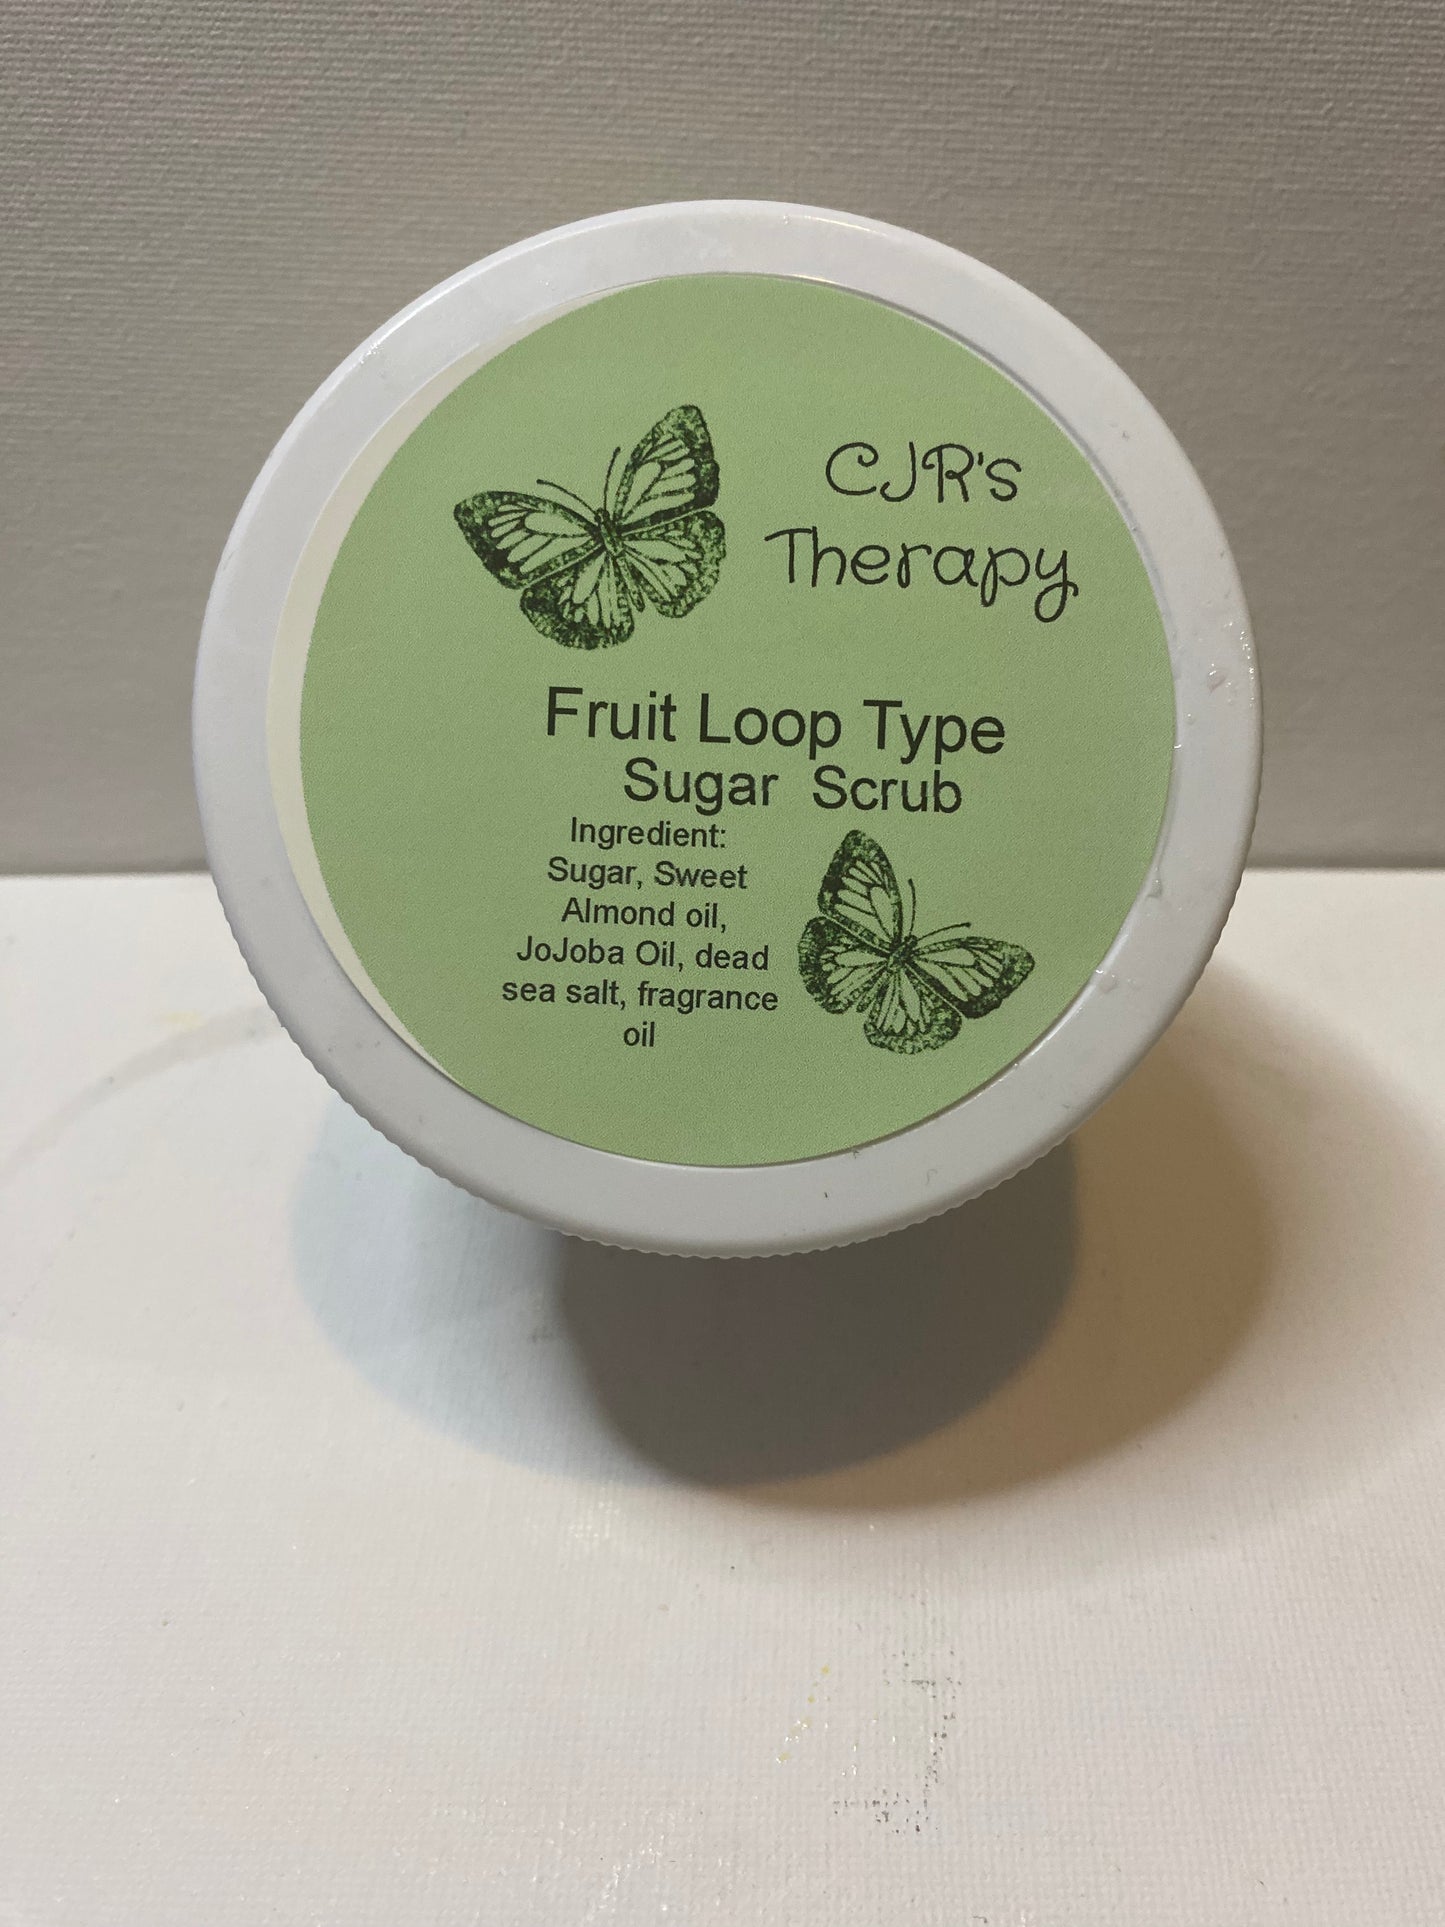 CJR's
Therapy
Fruit Loop Type
Sugar Scrub
Ingredient:
Sugar, Sweet
Almond oil,
JoJoba Oil, dead
sea salt, fragrance
oil